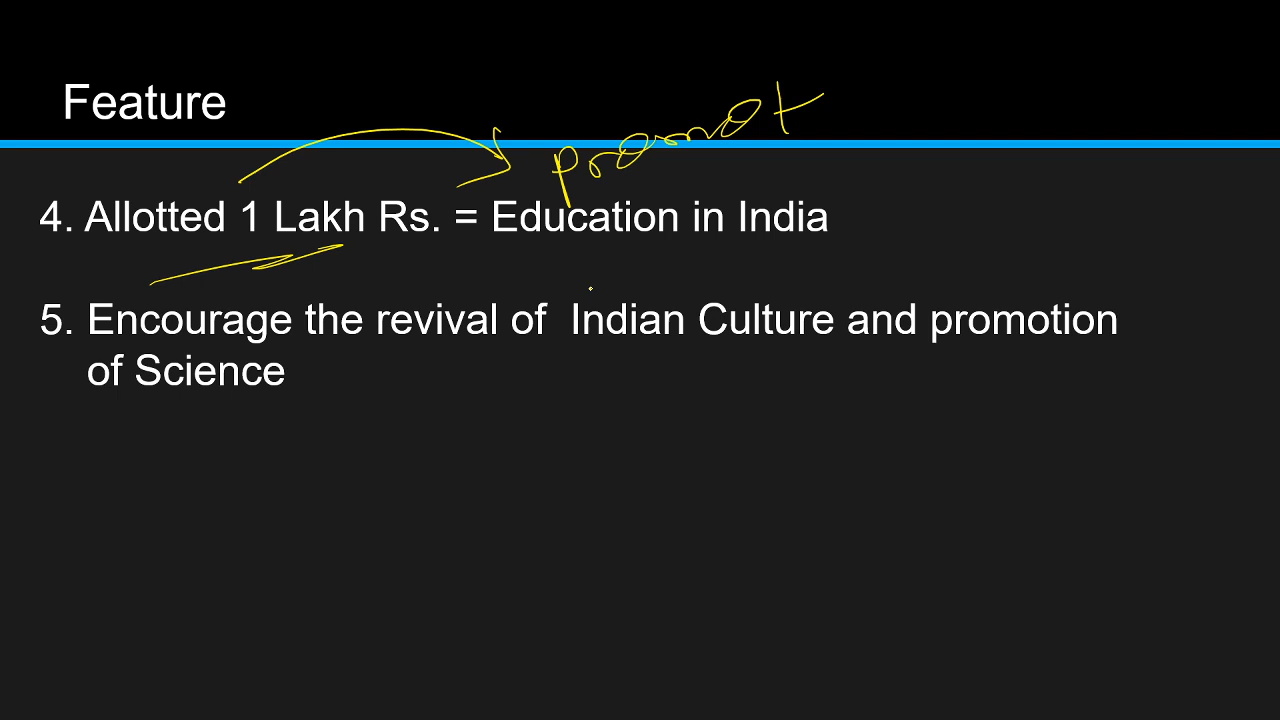 Feature
promot
4. Allotted 1 Lakh Rs. = Education in India
5. Encourage the revival of Indian Culture and promotion
of Science